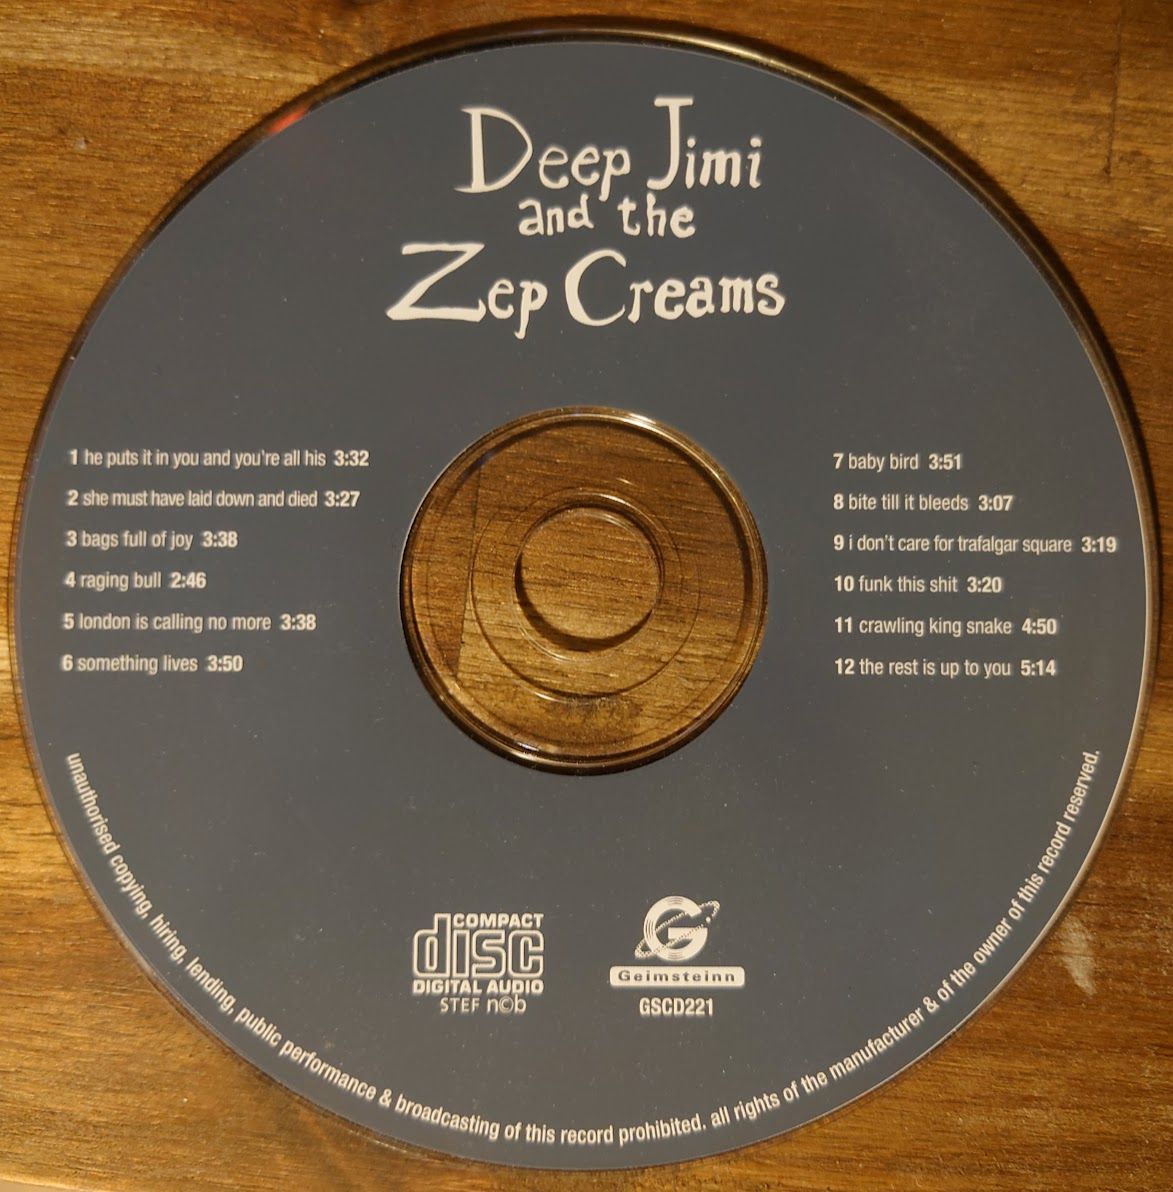 Deep Jimi
and the
Zep Creams
1 he puts it in you and you're all his 3:32
2 she must have laid down and died 3:27
3 bags full of joy 3:38
4 raging bull 2:46
5 london is calling no more 3:38
6 something lives 3:50
7 baby bird 3:51
8 bite till it bleeds 3:07
9 i don't care for trafalgar square 3:19
10 funk this shit 3:20
11 crawling king snake 4:50
12 the rest is up to you 5:14
COMPACT
disc
DIGITAL AUDIO
STEF n©b
G
Geimsteinn
GSCD221
unauthorised copying, hiring, lending, public performance & broadcasting of this record prohibited. all rights of the manufacturer & of the owner of this record reserved.